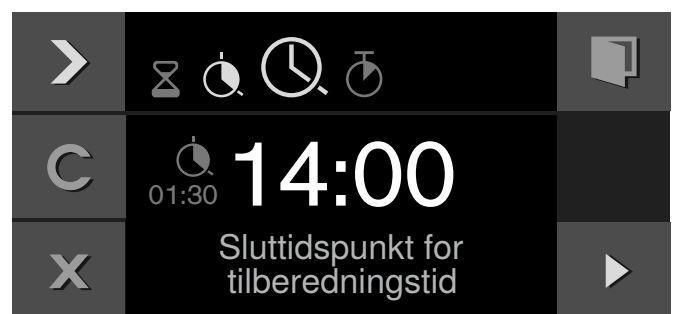 C
14:00
01:30
X
Sluttidspunkt for
tilberedningstid